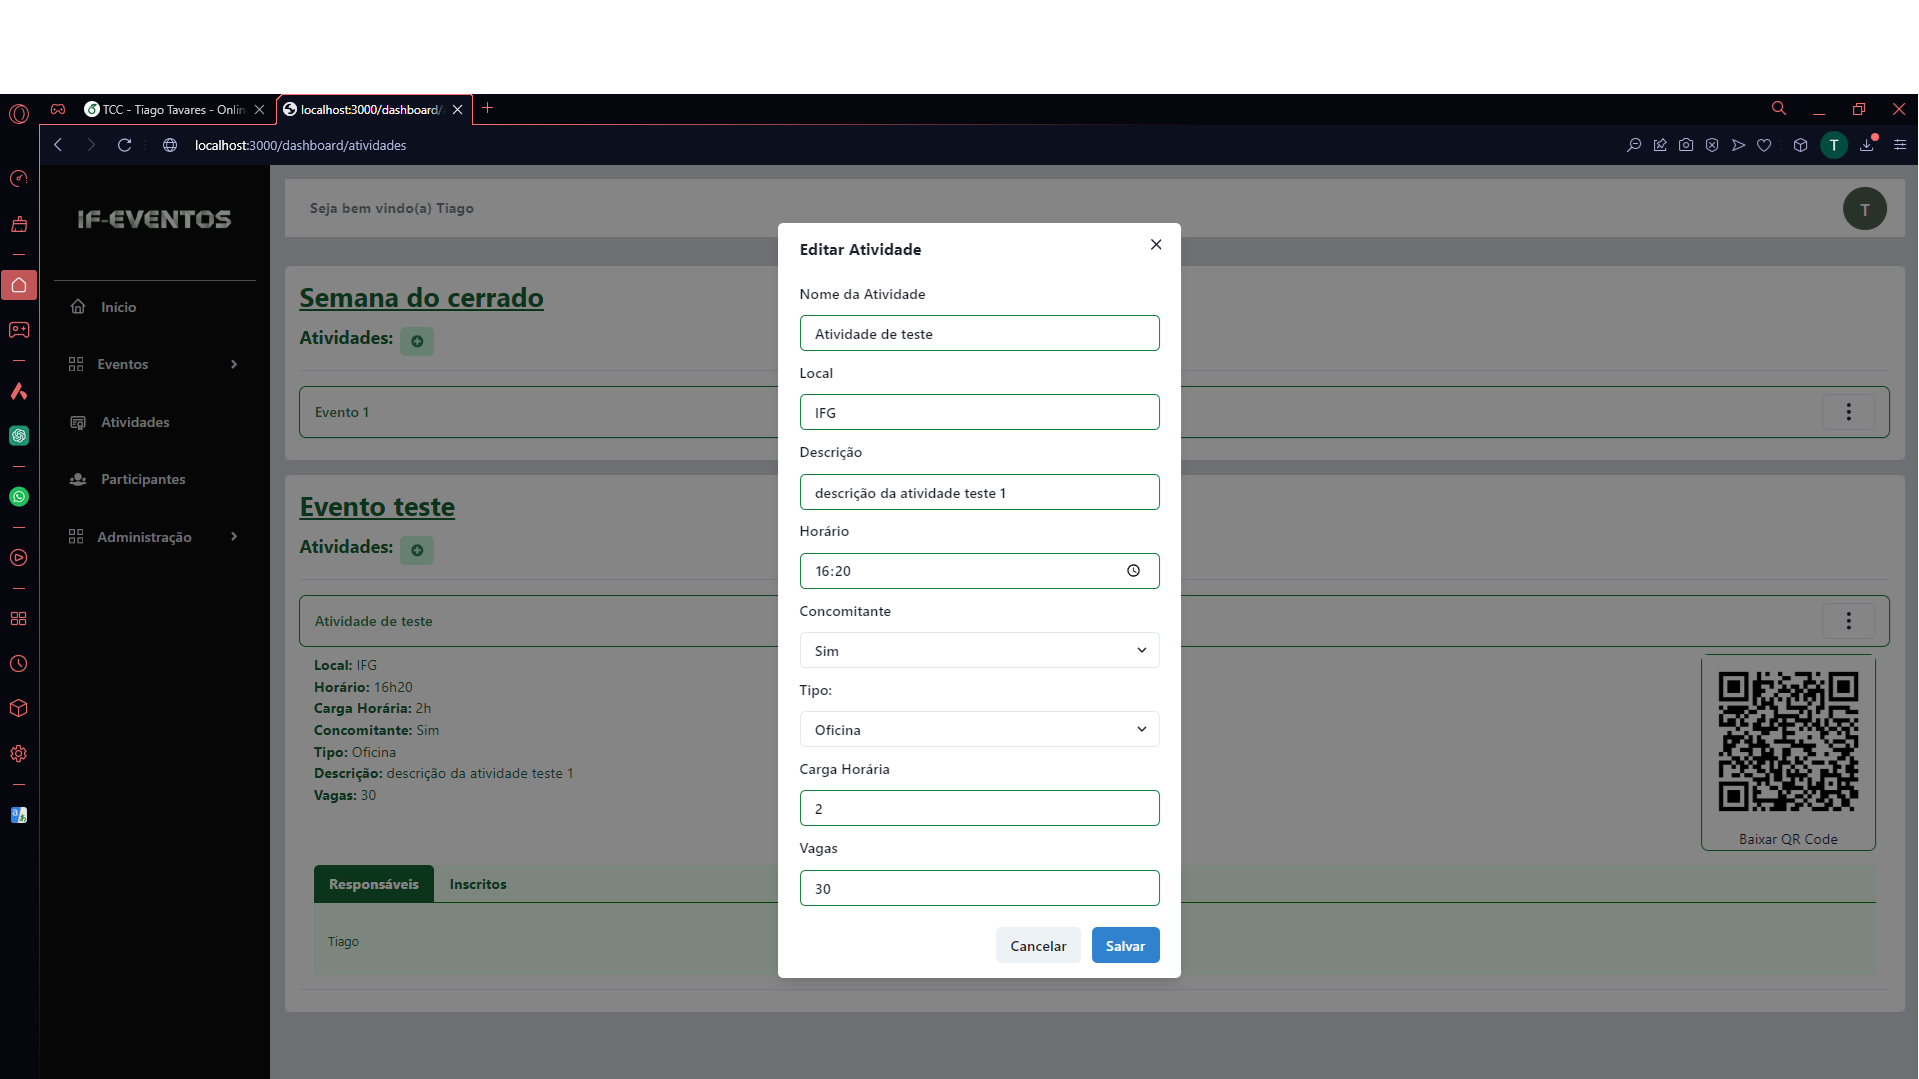 TCC - Tiago Tavares - Onlin
localhost:3000/dashboard/
localhost:3000/dashboard/atividades
T
IF-EVENTOS
Início
Eventos
Atividades
Participantes
Administração
Seja bem vindo(a) Tiago
T
Semana do cerrado
Atividades:
Evento 1
Evento teste
Atividades:
Atividade de teste
Local: IFG
Horário: 16h20
Carga Horária: 2h
Concomitante: Sim
Tipo: Oficina
Descrição: descrição da atividade teste 1
Vagas: 30
Baixar QR Code
Responsáveis Inscritos
Tiago
Editar Atividade
Nome da Atividade
Atividade de teste
Local
IFG
Descrição
descrição da atividade teste 1
Horário
16:20
Concomitante
Sim
Tipo:
Oficina
Carga Horária
2
Vagas
30
Cancelar Salvar